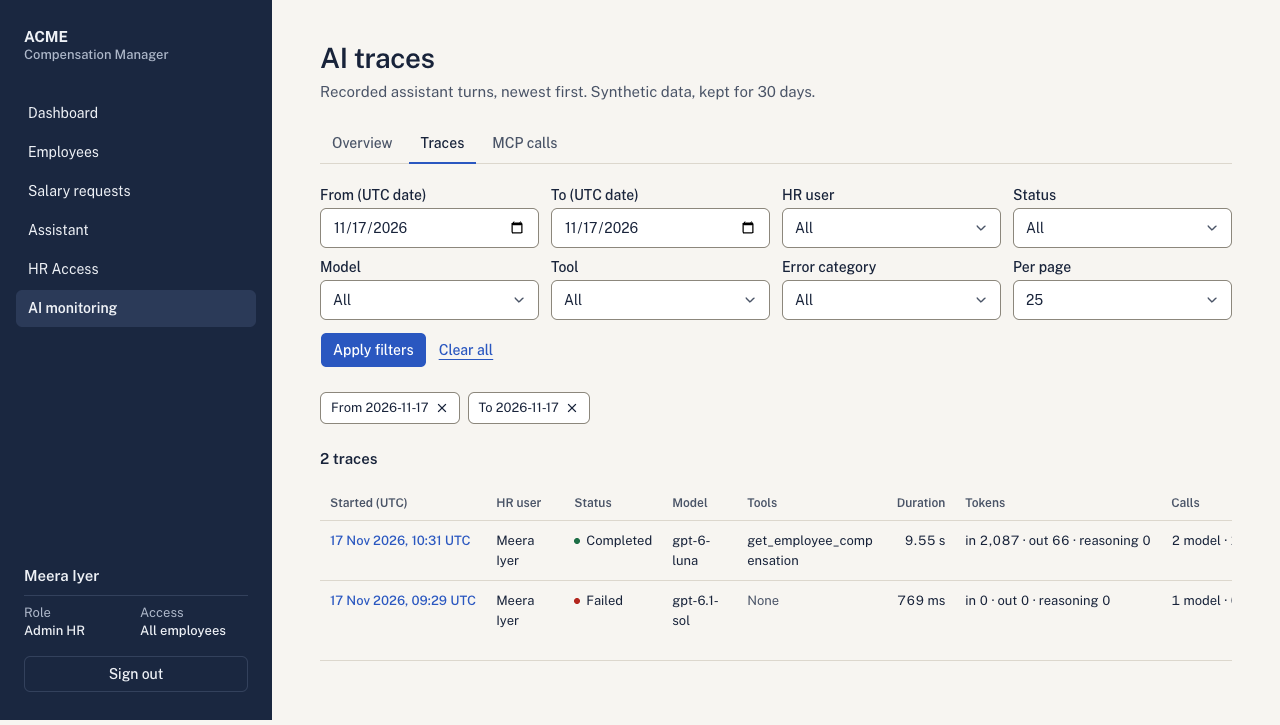 ACME
Compensation Manager
Dashboard
Employees
Salary requests
Assistant
HR Access
AI monitoring
Meera Iyer
Role
Access
Admin HR
All employees
Sign out
AI traces
Recorded assistant turns, newest first. Synthetic data, kept for 30 days.
Overview Traces MCP calls
From (UTC date) To (UTC date) HR user Status
11/17/2026 11/17/2026 All All
Model Tool Error category Per page
All All All 25
Apply filters Clear all
From 2026-11-17 × To 2026-11-17 ×
2 traces
Started (UTC) HR user Status Model Tools Duration Tokens Calls
17 Nov 2026, 10:31 UTC Meera Completed gpt-6- get_employee_comp 9.55 s in 2,087 · out 66 · reasoning 0 2 model ·
Iyer luna ensation
17 Nov 2026, 09:29 UTC Meera Failed gpt-6.1- None 769 ms in 0 · out 0 · reasoning 0 1 model ·
Iyer sol